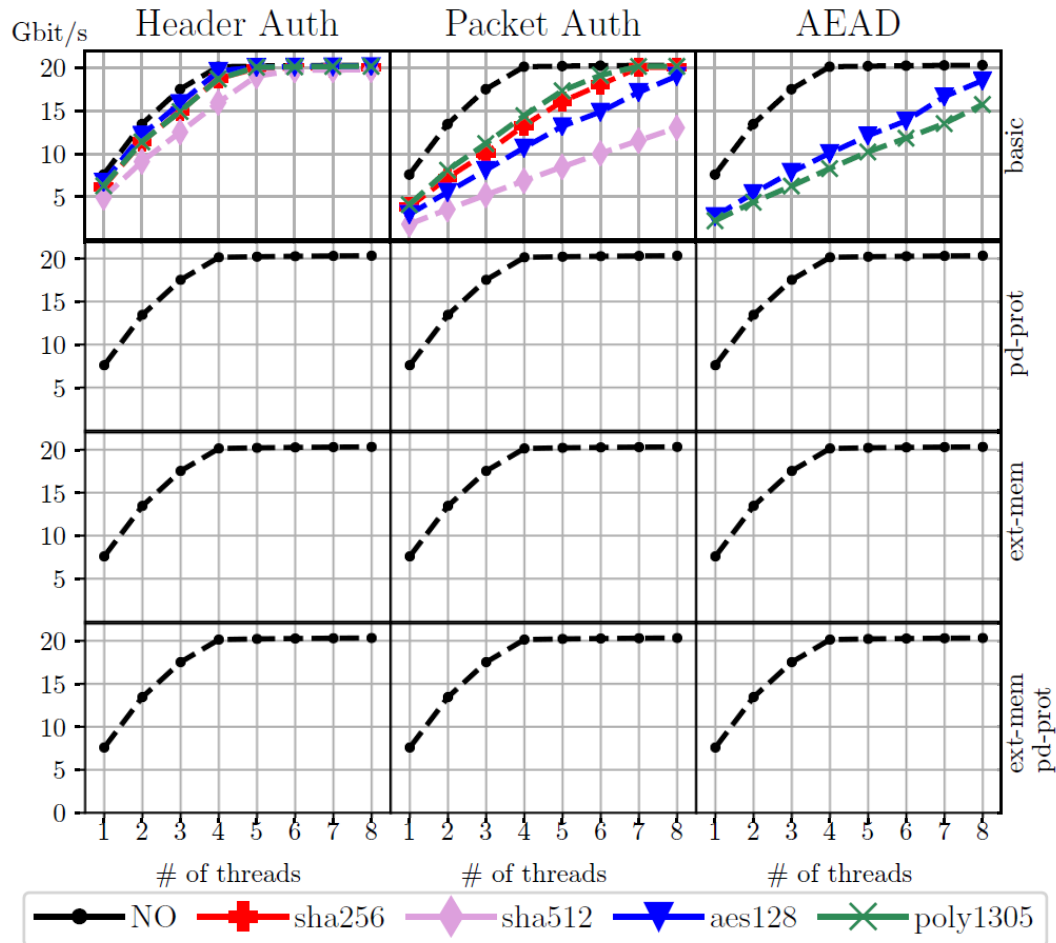 Gbit/s
Header Auth
Packet Auth
AEAD
20
15
10
5
basic
20
15
10
5
pd-prot
20
15
10
5
ext-mem
20
15
10
5
0
ext-mem
pd-prot
1 2 3 4 5 6 7 8
1 2 3 4 5 6 7 8
1 2 3 4 5 6 7 8
# of threads
# of threads
# of threads
NO
sha256
sha512
aes128
poly1305